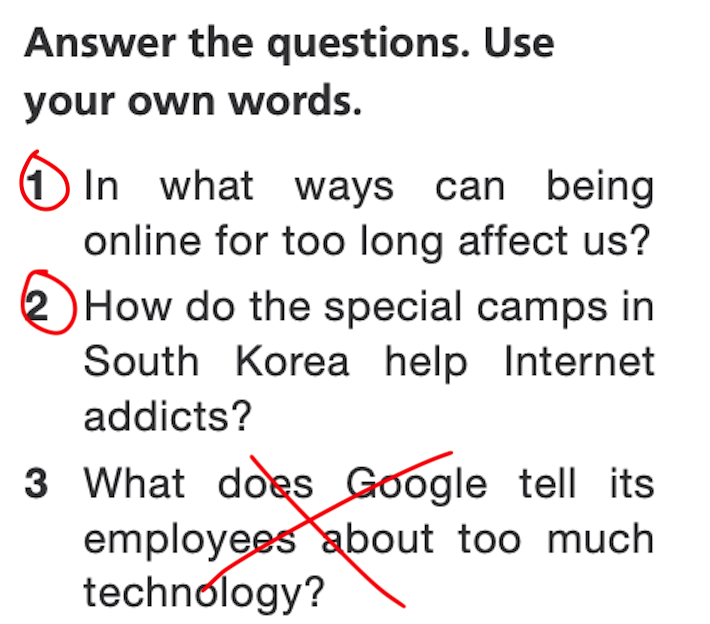 Answer the questions. Use
your own words.
1 In what ways can being
online for too long affect us?
2 How do the special camps in
South Korea help Internet
addicts?
3 What does Google tell its
employees about too much
technology?